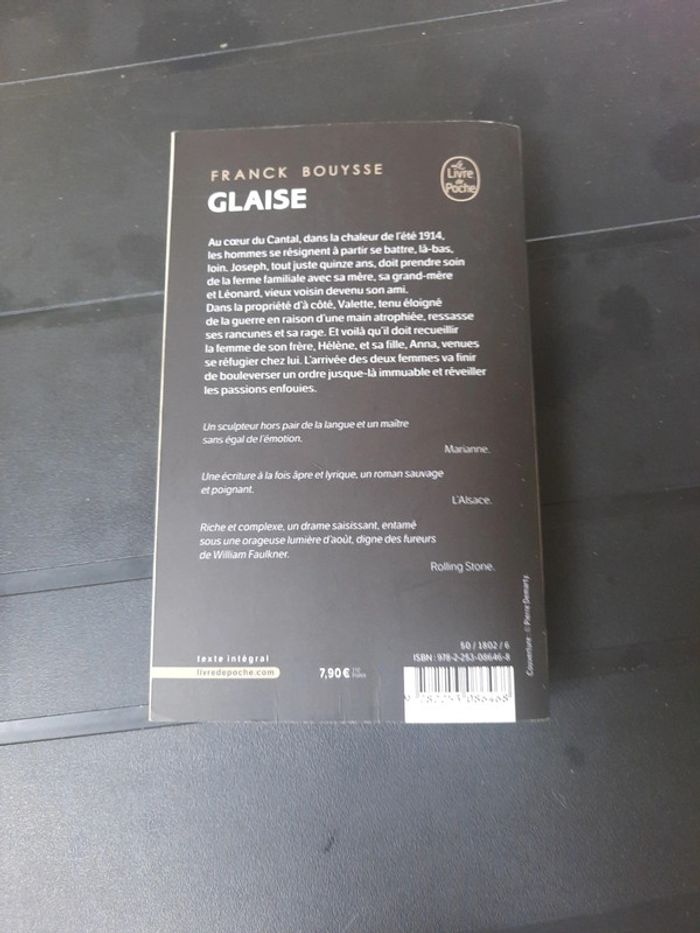 FRANCK BOUYSSE
GLAISE
Le
Livre
de
Poche
Au cœur du Cantal, dans la chaleur de l'été 1914,
les hommes se résignent à partir se battre, là-bas,
loin. Joseph, tout juste quinze ans, doit prendre soin
de la ferme familiale avec sa mère, sa grand-mère
et Léonard, vieux voisin devenu son ami.
Dans la propriété d'à côté, Valette, tenu éloigné
de la guerre en raison d'une main atrophiée, ressasse
ses rancunes et sa rage. Et voilà qu'il doit recueillir
la femme de son frère, Hélène, et sa fille, Anna, venues
se réfugier chez lui. L'arrivée des deux femmes va finir
de bouleverser un ordre jusque-là immuable et réveiller
les passions enfouies.
Un sculpteur hors pair de la langue et un maître
sans égal de l'émotion.
Marianne.
Une écriture à la fois âpre et lyrique, un roman sauvage
et poignant.
L'Alsace.
Riche et complexe, un drame saisissant, entamé
sous une orageuse lumière d'août, digne des fureurs
de William Faulkner.
Rolling Stone.
Couverture : © Pierre Demarty
texte intégral
livredepoche.com
7,90 €
50 / 1802 / 6
ISBN : 978-2-253-08646-8
9 782253 086468